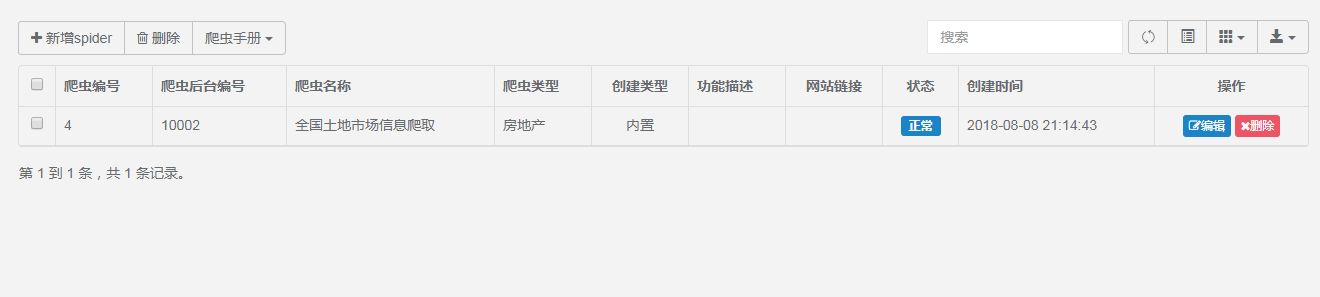 新增spider 删除 爬虫手册 搜索
爬虫编号 爬虫后台编号 爬虫名称 爬虫类型 创建类型 功能描述 网站链接 状态 创建时间 操作
4 10002 全国土地市场信息爬取 房地产 内置 正常 2018-08-08 21:14:43 编辑 删除
第 1 到 1 条，共 1 条记录。